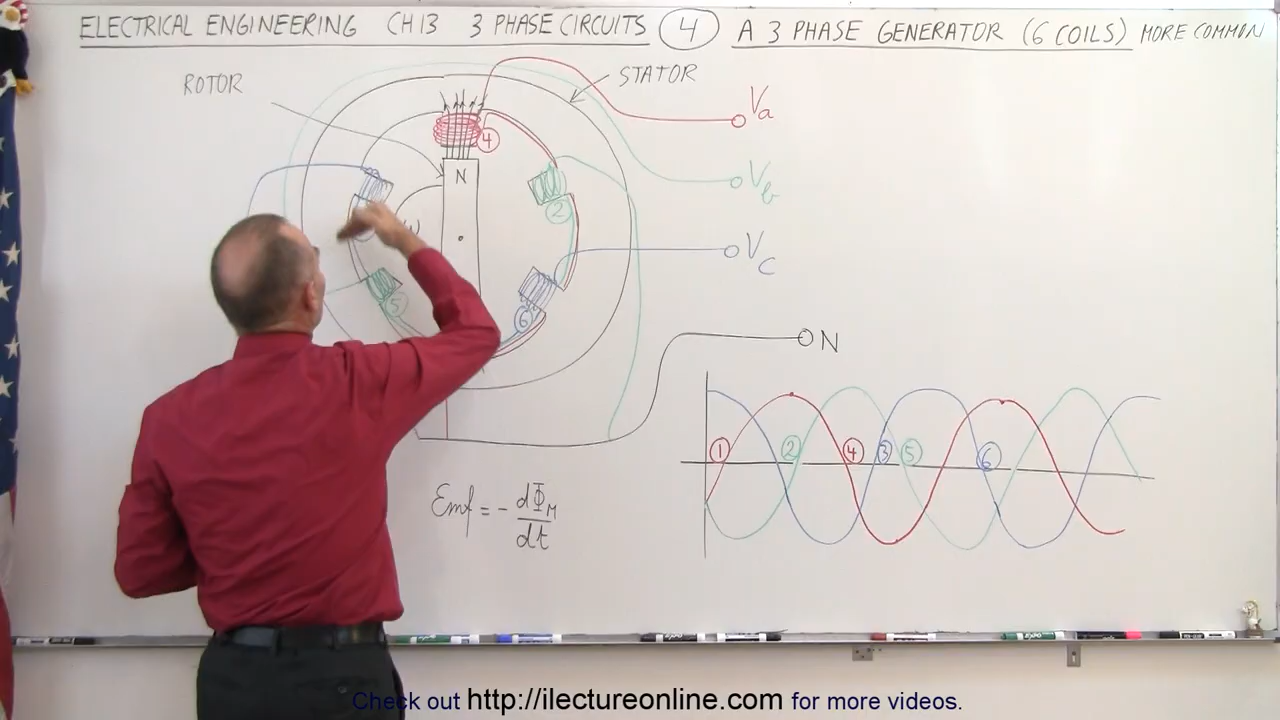 ELECTRICAL ENGINEERING CH 13 3 PHASE CIRCUITS 4 A 3 PHASE GENERATOR (6 COILS) MORE COMMON
ROTOR
STATOR
Va
4
N
Vb
2
Vc
5
6
N
1 2 4 3 5 6
Emf = - dΦM
dt
Check out http://ilectureonline.com for more videos.